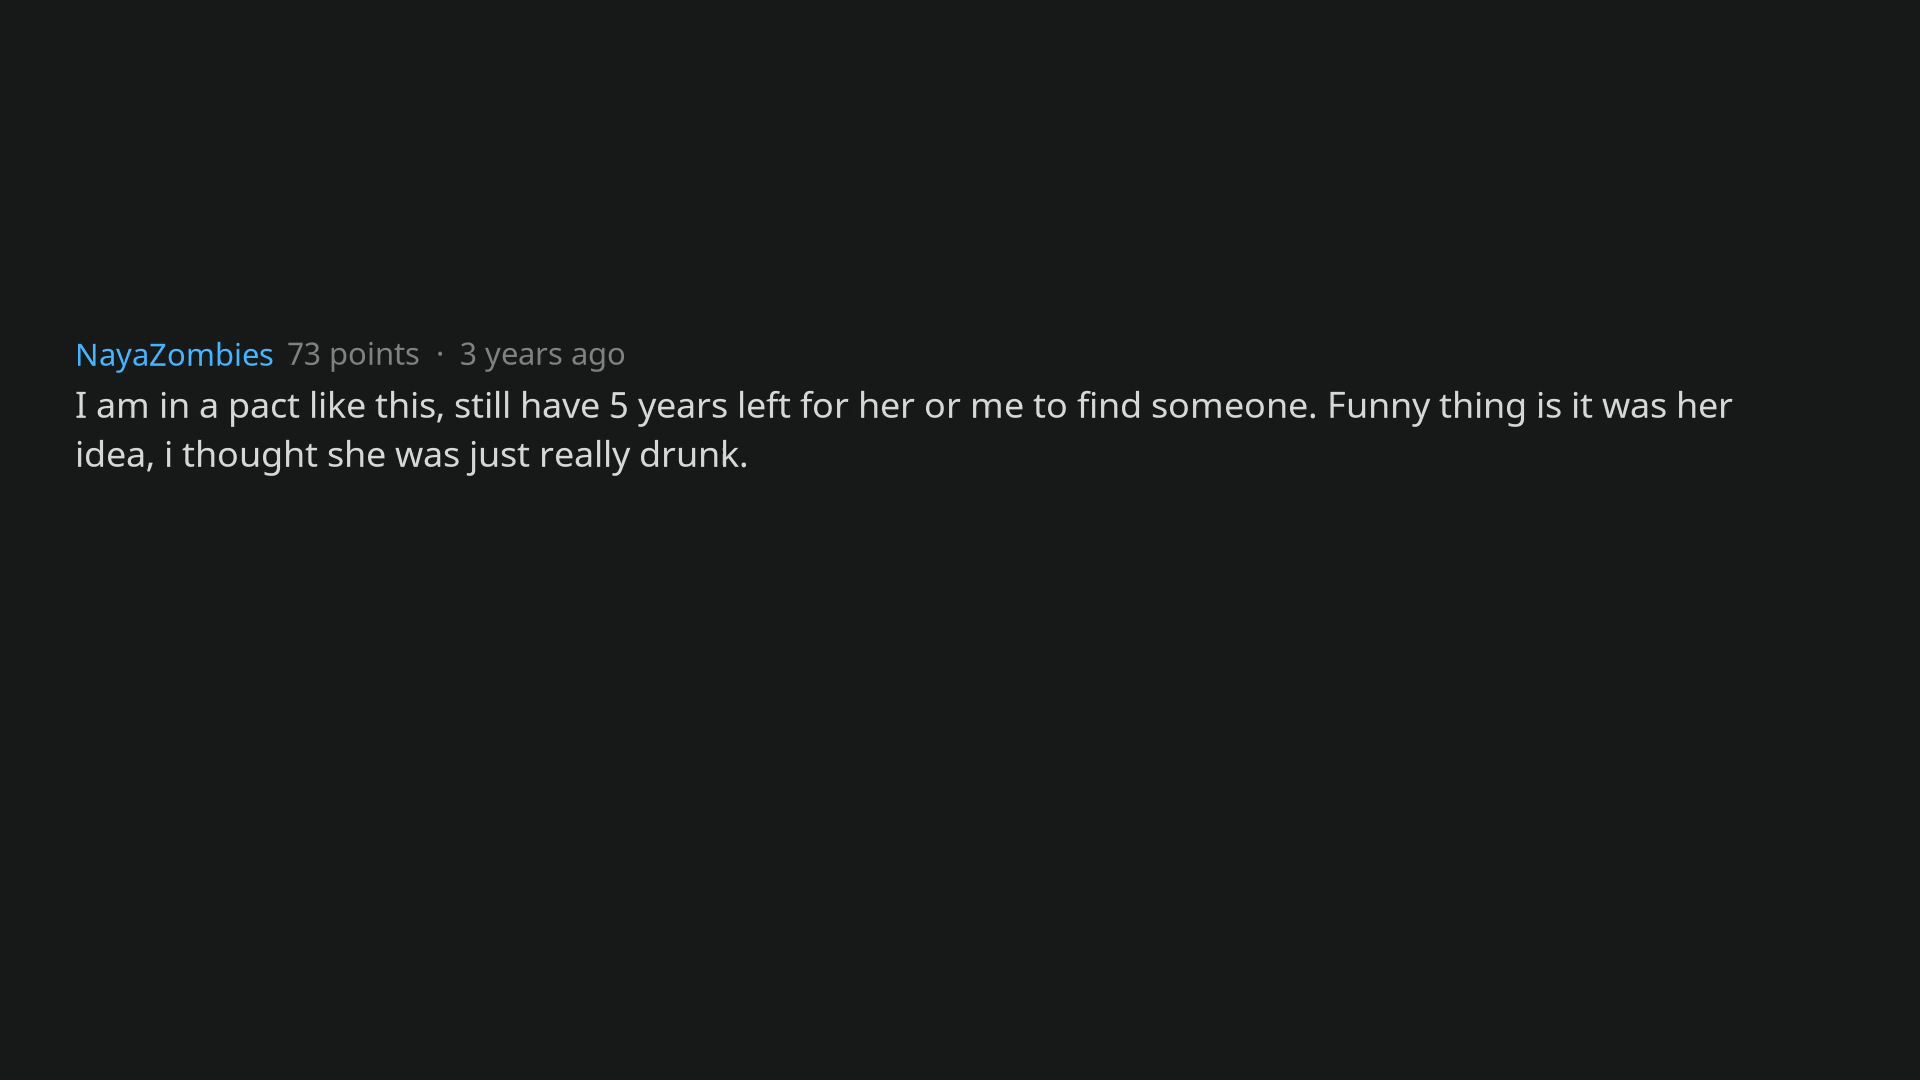 NayaZombies 73 points · 3 years ago
I am in a pact like this, still have 5 years left for her or me to find someone. Funny thing is it was her
idea, i thought she was just really drunk.